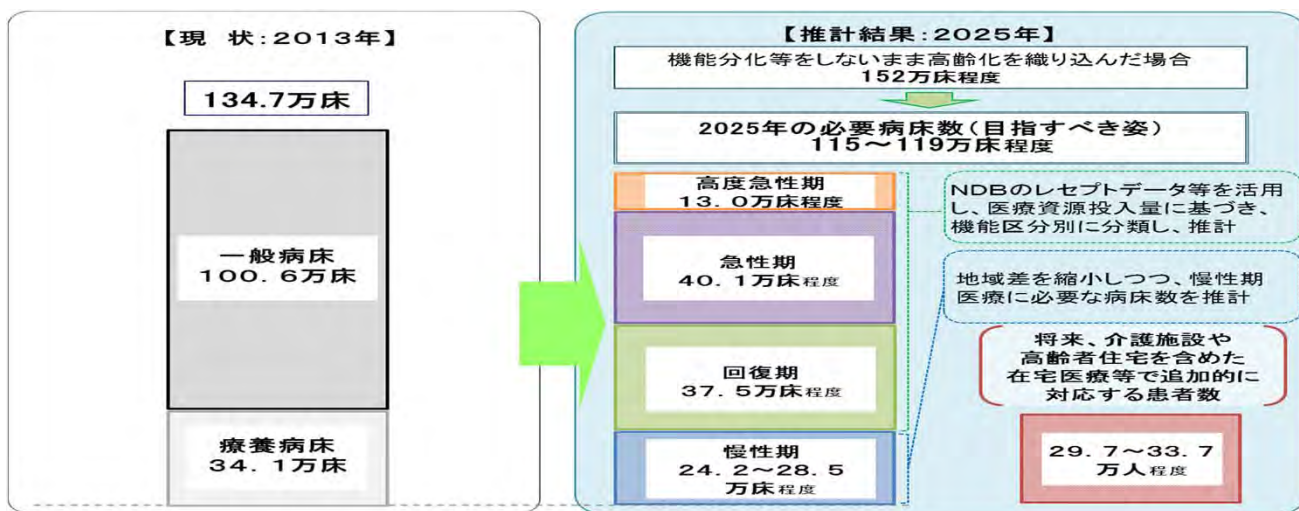 【現 状:2013年】
134.7万床
一般病床
100.6万床
療養病床
34.1万床
【推計結果:2025年】
機能分化等をしないまま高齢化を織り込んだ場合
152万床程度
2025年の必要病床数(目指すべき姿)
115～119万床程度
高度急性期
13.0万床程度
急性期
40.1万床程度
回復期
37.5万床程度
慢性期
24.2～28.5
万床程度
NDBのレセプトデータ等を活用
し、医療資源投入量に基づき、
機能区分別に分類し、推計
地域差を縮小しつつ、慢性期
医療に必要な病床数を推計
将来、介護施設や
高齢者住宅を含めた
在宅医療等で追加的に
対応する患者数
29.7～33.7
万人程度